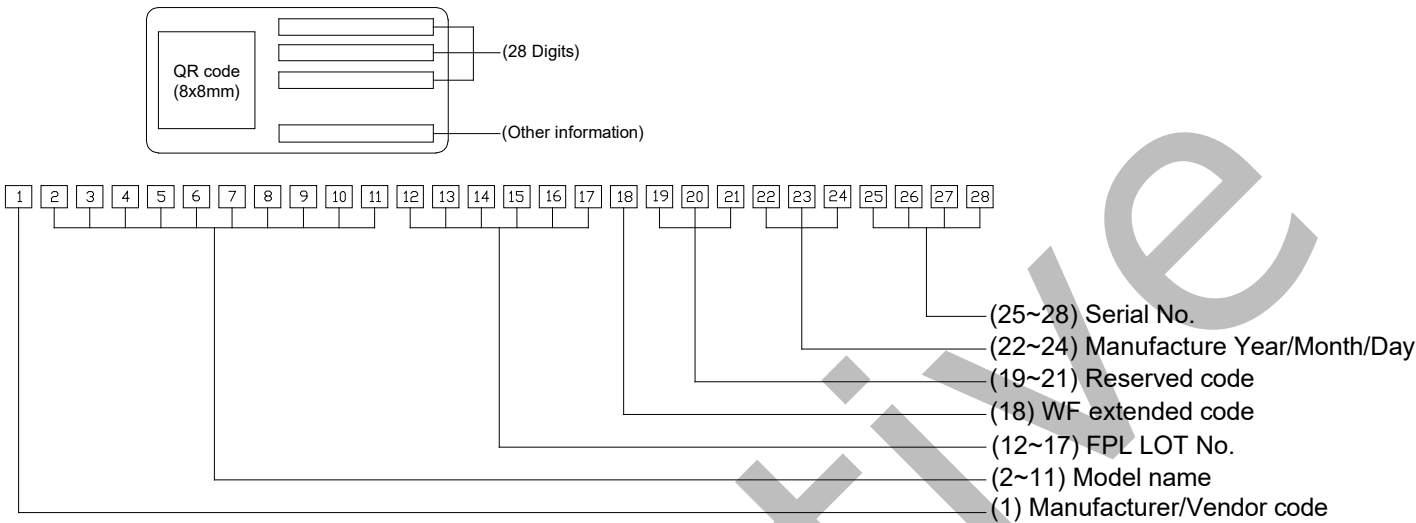 QR code
(8x8mm)
(28 Digits)
(Other information)
1 2 3 4 5 6 7 8 9 10 11 12 13 14 15 16 17 18 19 20 21 22 23 24 25 26 27 28
(25~28) Serial No.
(22~24) Manufacture Year/Month/Day
(19~21) Reserved code
(18) WF extended code
(12~17) FPL LOT No.
(2~11) Model name
(1) Manufacturer/Vendor code